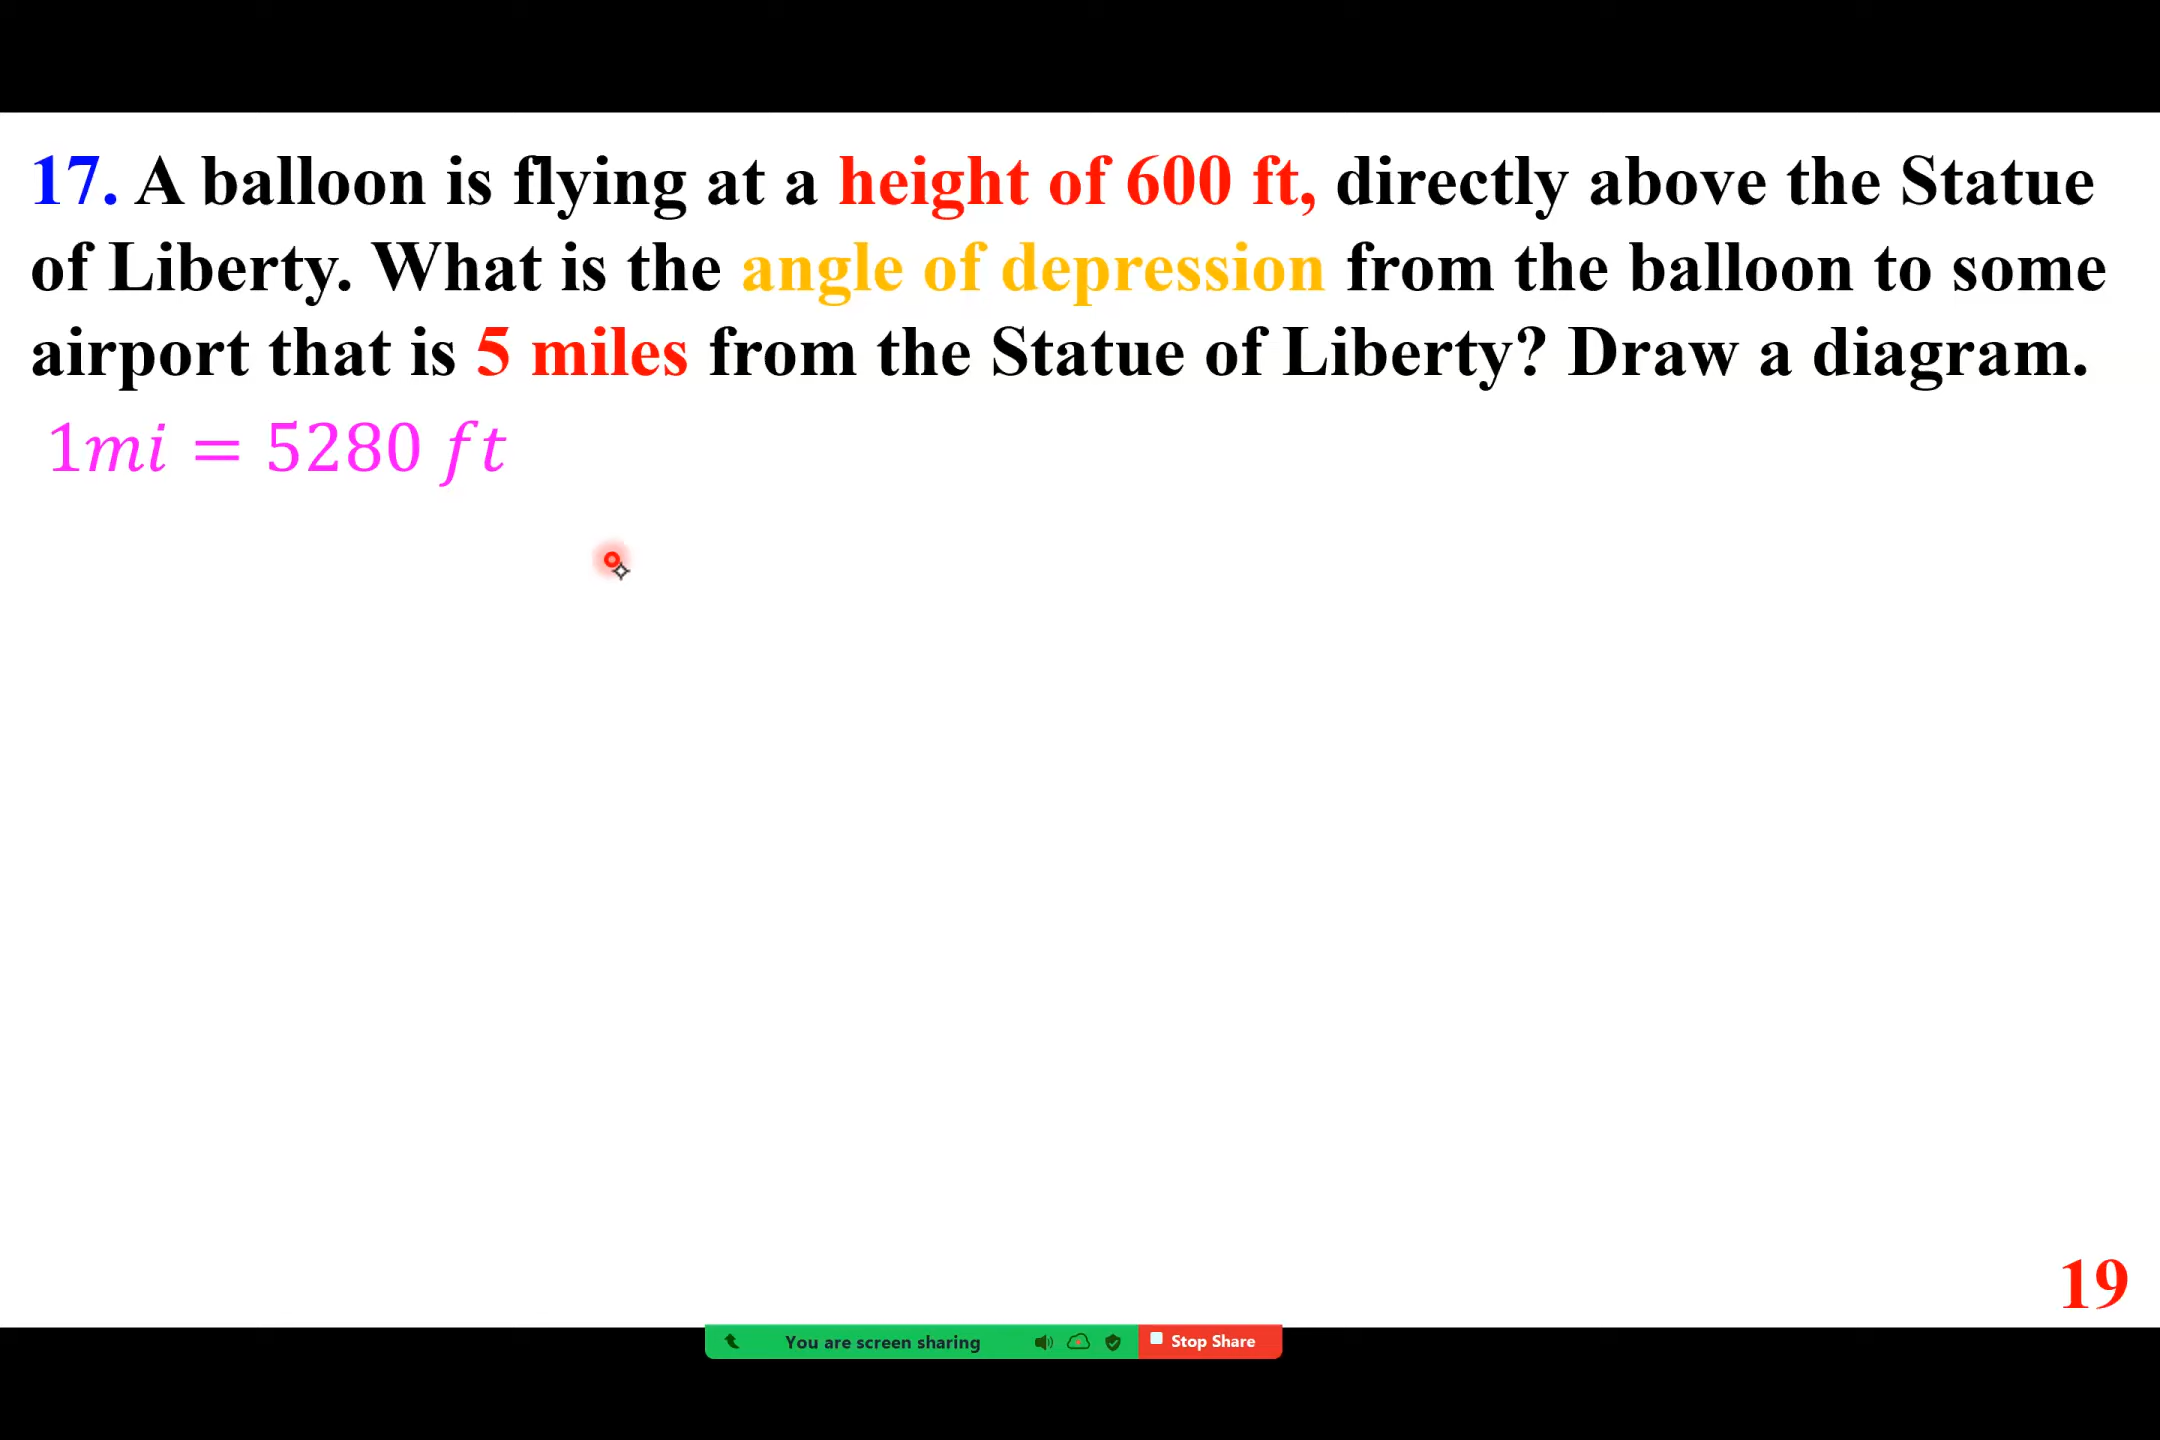 17. A balloon is flying at a height of 600 ft, directly above the Statue
of Liberty. What is the angle of depression from the balloon to some
airport that is 5 miles from the Statue of Liberty? Draw a diagram.
1mi = 5280 ft
19
You are screen sharing
Stop Share